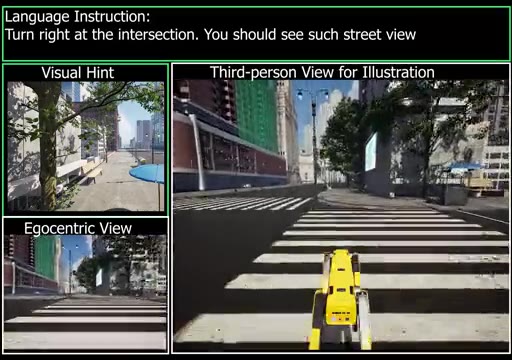 Language Instruction:
Turn right at the intersection. You should see such street view
Visual Hint
Third-person View for Illustration
Egocentric View